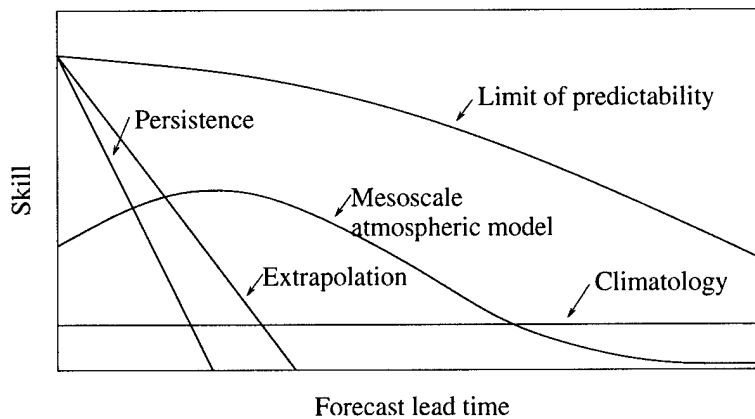 Limit of predictability
Persistence
Skill
Mesoscale
atmospheric model
Extrapolation
Climatology
Forecast lead time